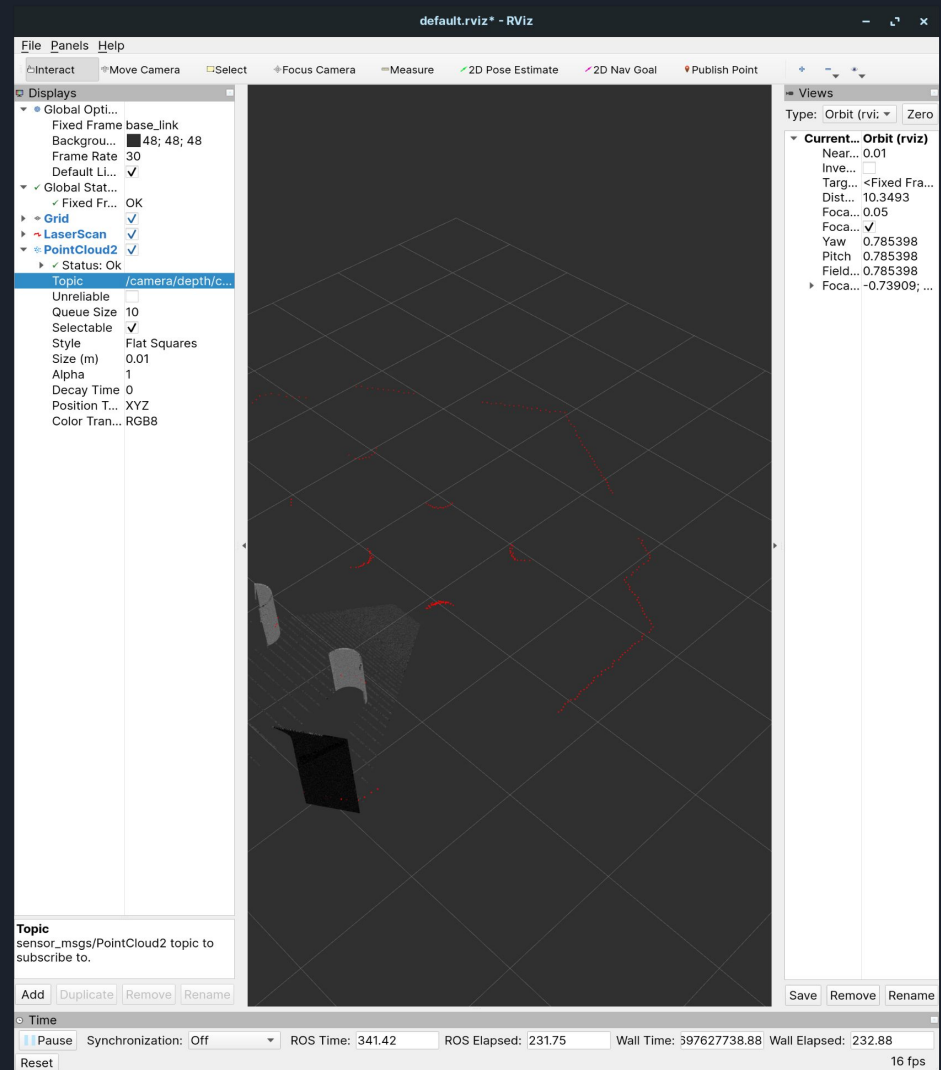 default.rviz* - RViz
File Panels Help
Interact Move Camera Select Focus Camera Measure 2D Pose Estimate 2D Nav Goal Publish Point
Displays
Global Opti...
Fixed Frame base_link
Backgrou... 48; 48; 48
Frame Rate 30
Default Li...
Global Stat...
Fixed Fr... OK
Grid
LaserScan
PointCloud2
Status: Ok
Topic /camera/depth/c...
Unreliable
Queue Size 10
Selectable
Style Flat Squares
Size (m) 0.01
Alpha 1
Decay Time 0
Position T... XYZ
Color Tran... RGB8
Topic
sensor_msgs/PointCloud2 topic to
subscribe to.
Add Duplicate Remove Rename
Views
Type: Orbit (rvi: Zero
Current... Orbit (rviz)
Near... 0.01
Inve...
Targ... <Fixed Fra...
Dist... 10.3493
Foca... 0.05
Foca...
Yaw 0.785398
Pitch 0.785398
Field... 0.785398
Foca... -0.73909; ...
Save Remove Rename
Time
Pause Synchronization: Off ROS Time: 341.42 ROS Elapsed: 231.75 Wall Time: 597627738.88 Wall Elapsed: 232.88
Reset 16 fps